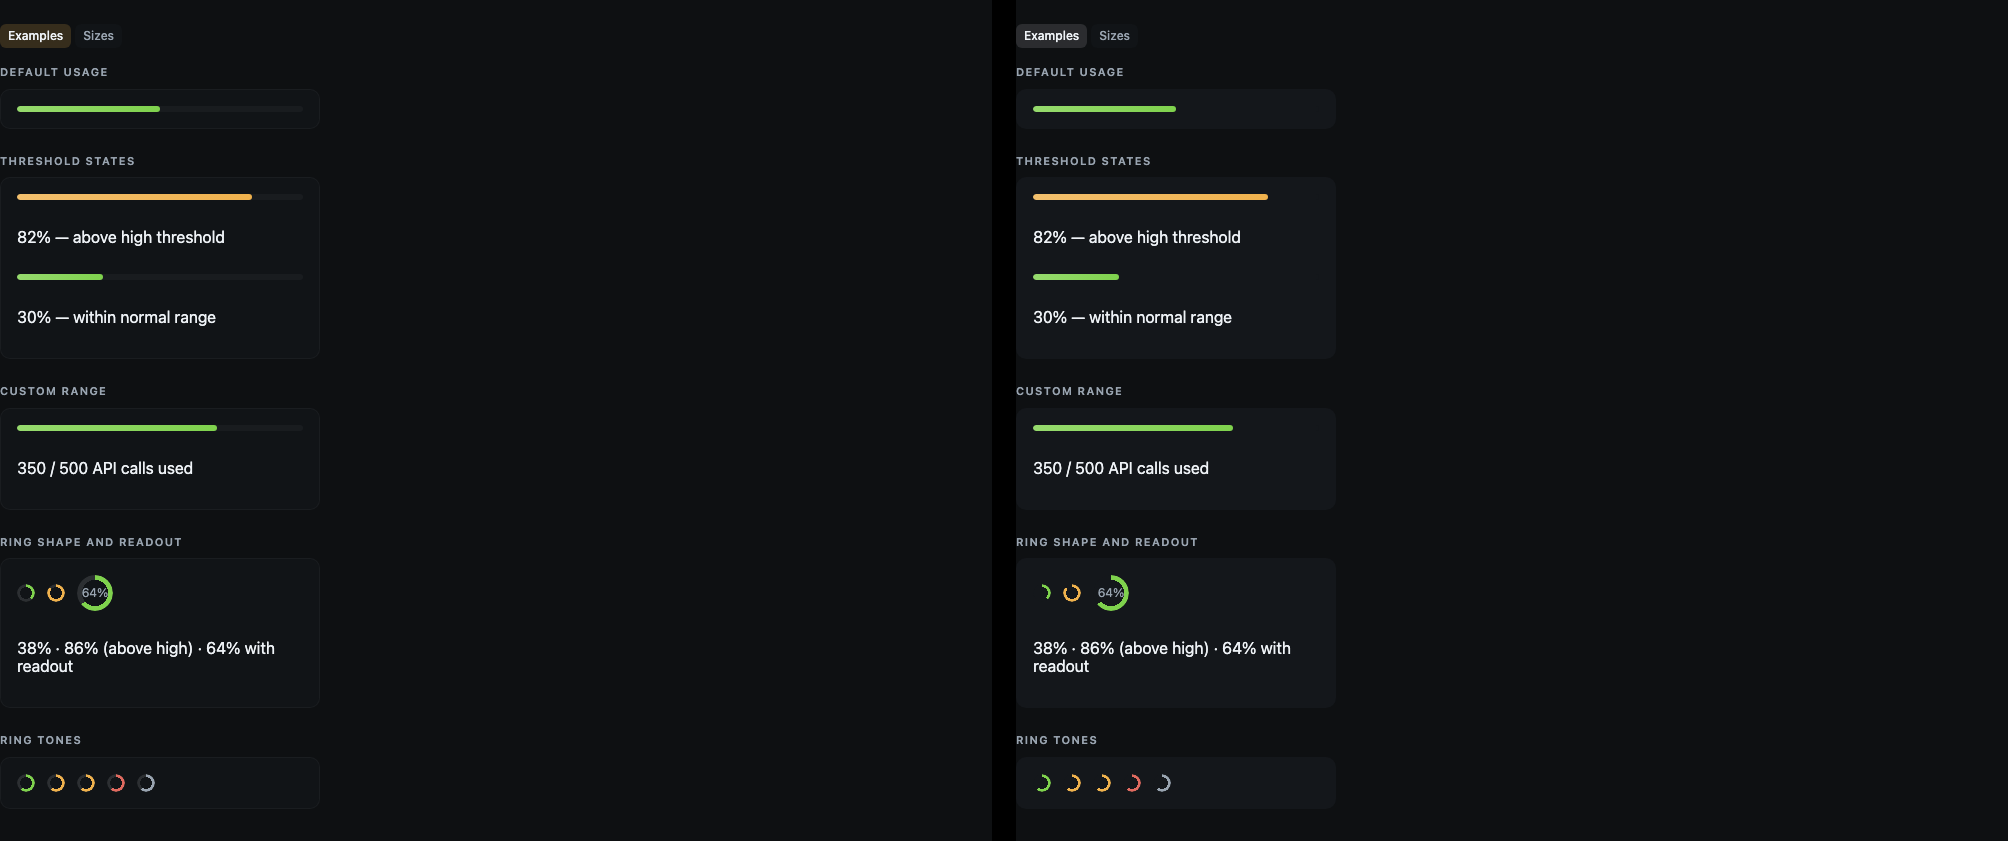 Examples Sizes
DEFAULT USAGE
THRESHOLD STATES
82% — above high threshold
30% — within normal range
CUSTOM RANGE
350 / 500 API calls used
RING SHAPE AND READOUT
64%
38% · 86% (above high) · 64% with
readout
RING TONES
Examples Sizes
DEFAULT USAGE
THRESHOLD STATES
82% — above high threshold
30% — within normal range
CUSTOM RANGE
350 / 500 API calls used
RING SHAPE AND READOUT
64%
38% · 86% (above high) · 64% with
readout
RING TONES